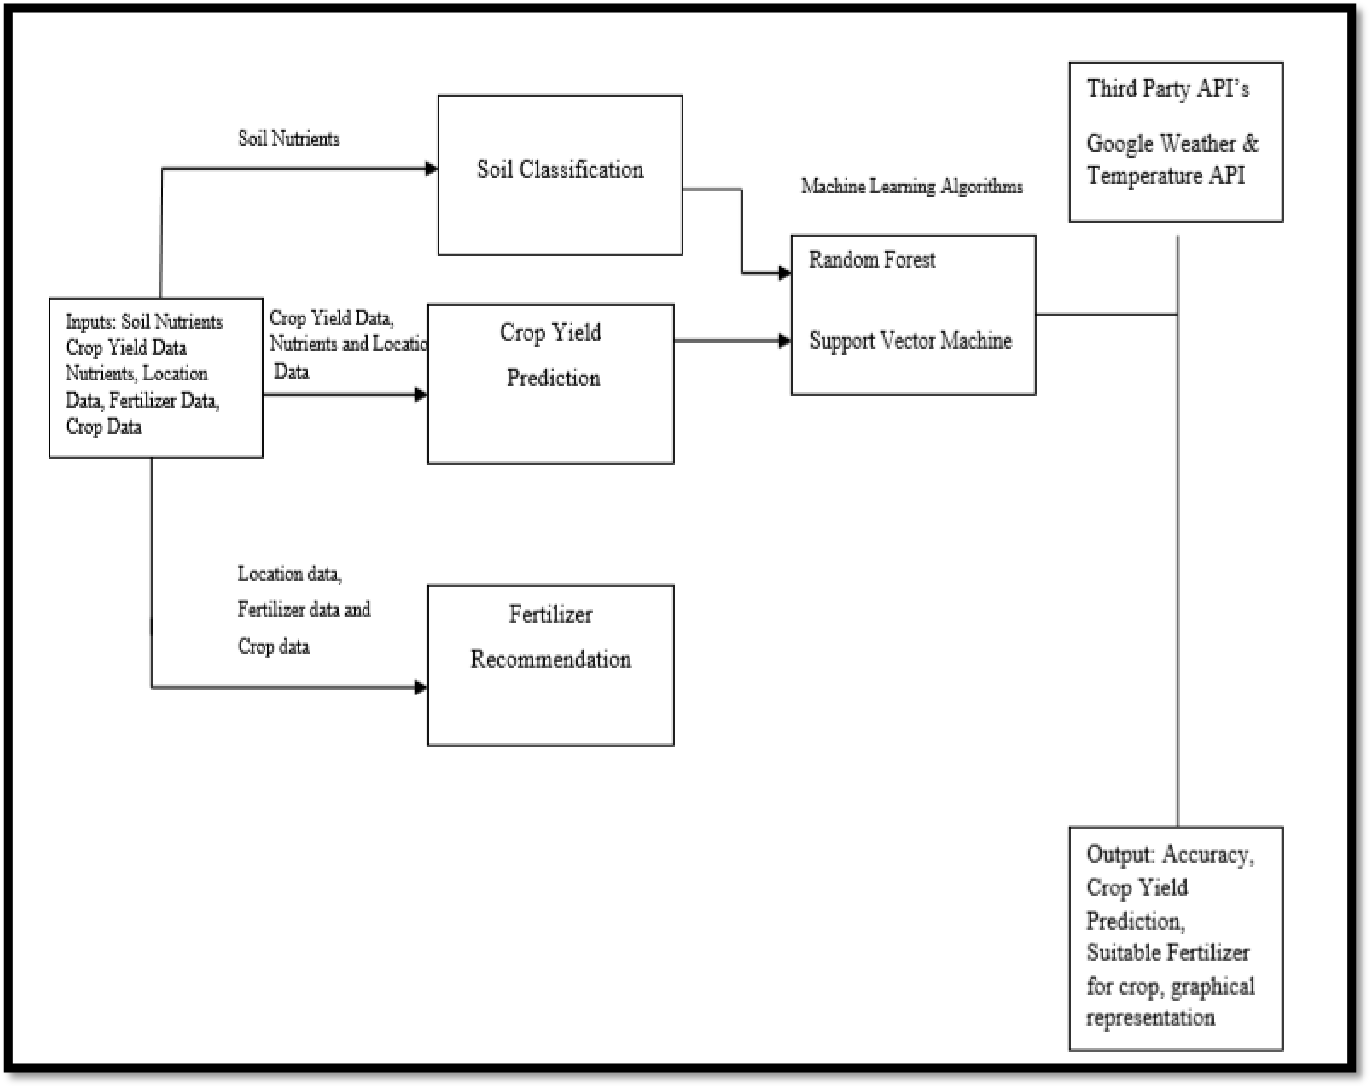 Third Party API's
Google Weather &
Temperature API
Soil Nutrients
Soil Classification
Machine Learning Algorithms
Random Forest
Support Vector Machine
Inputs: Soil Nutrients
Crop Yield Data
Nutrients, Location
Data, Fertilizer Data,
Crop Data
Crop Yield Data,
Nutrients and Locatio
Data
Crop Yield
Prediction
Location data,
Fertilizer data and
Crop data
Fertilizer
Recommendation
Output: Accuracy,
Crop Yield
Prediction,
Suitable Fertilizer
for crop, graphical
representation